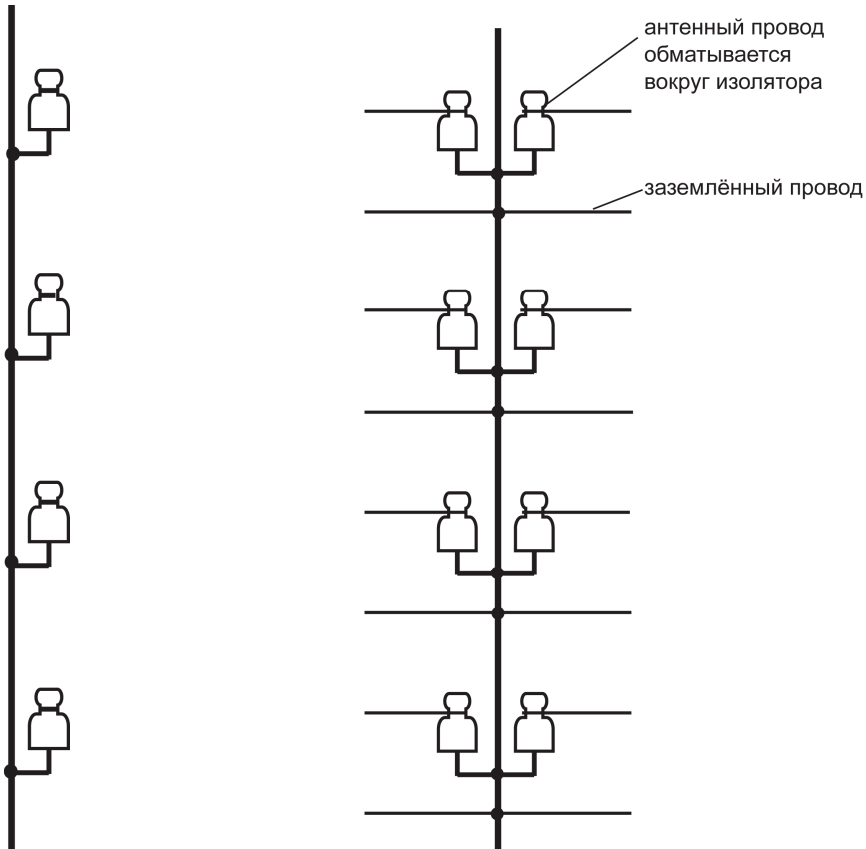 антенный провод
обматывается
вокруг изолятора
заземлённый провод